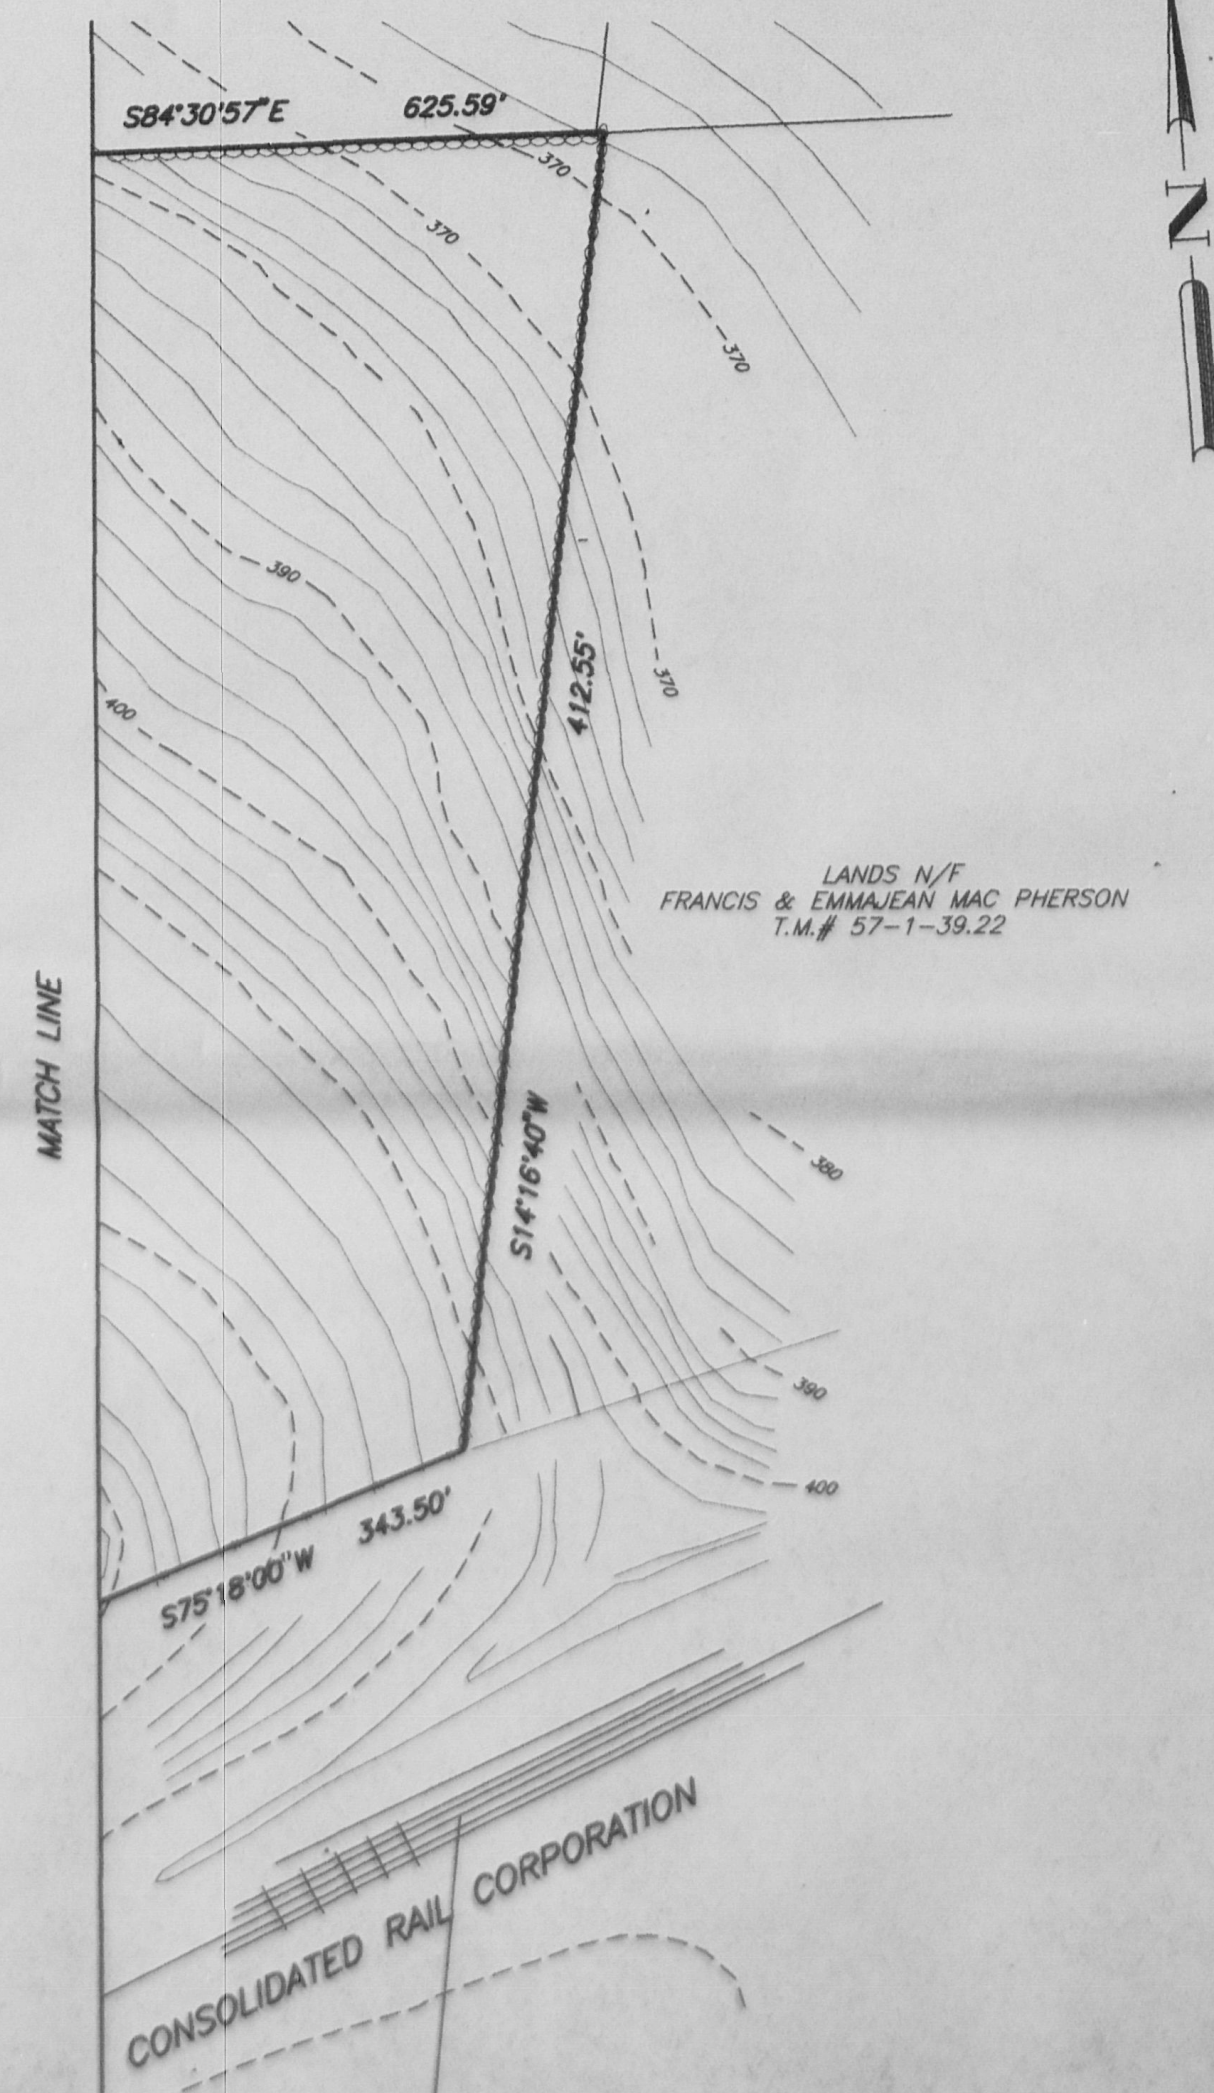 S84°30'57"E 625.59'
N
370
370
370
390
412.55'
370
400
LANDS N/F
FRANCIS & EMMAJEAN MAC PHERSON
T.M.# 57-1-39.22
MATCH LINE
S14°16'40"W
380
390
400
343.50'
S75°18'00"W
CONSOLIDATED RAIL CORPORATION